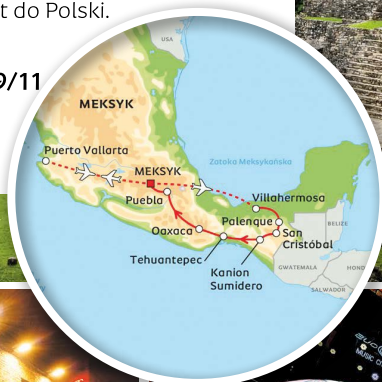 t do Polski.
9/11
USA
MEKSYK
Puerto Vallarta
MEKSYK
Zatoka Meksykańska
Puebla
Villahermosa
Palenque
Oaxaca
San
Cristóbal
BELIZE
Tehuantepec
Kanion
Sumidero
GWATEMALA
HOND
SALWADOR
MUSIC C